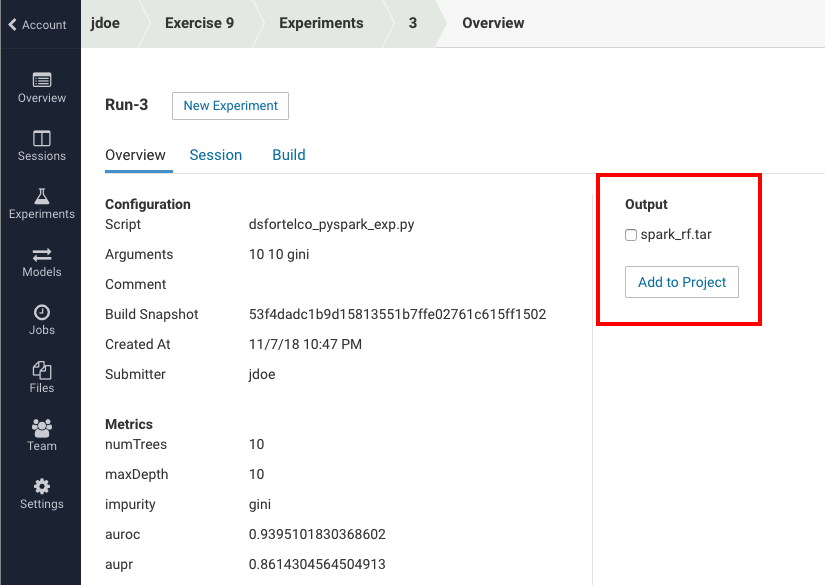 Account
jdoe
Exercise 9
Experiments
3
Overview
Overview
Sessions
Experiments
Models
Jobs
Files
Team
Settings
Run-3
New Experiment
Overview Session Build
Configuration
Script dsfortelco_pyspark_exp.py
Arguments 10 10 gini
Comment
Build Snapshot 53f4dadc1b9d15813551b7ffe02761c615ff1502
Created At 11/7/18 10:47 PM
Submitter jdoe
Metrics
numTrees 10
maxDepth 10
impurity gini
auroc 0.9395101830368602
aupr 0.8614304564504913
Output
spark_rf.tar
Add to Project